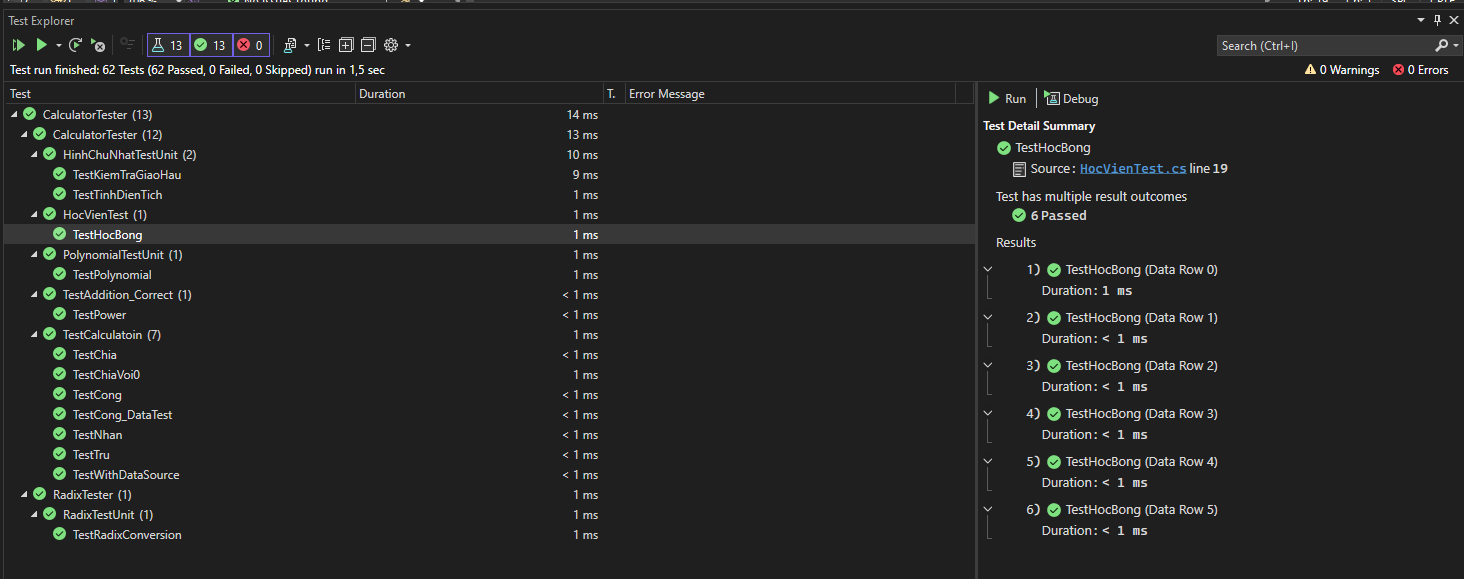 Test Explorer
13 13 0
Search (Ctrl+I)
Test run finished: 62 Tests (62 Passed, 0 Failed, 0 Skipped) run in 1,5 sec
0 Warnings 0 Errors
Test Duration T. Error Message
CalculatorTester (13) 14 ms
CalculatorTester (12) 13 ms
HinhChuNhatTestUnit (2) 10 ms
TestKiemTraGiaoHau 9 ms
TestTinhDienTich 1 ms
HocVienTest (1) 1 ms
TestHocBong 1 ms
PolynomialTestUnit (1) 1 ms
TestPolynomial 1 ms
TestAddition_Correct (1) < 1 ms
TestPower < 1 ms
TestCalculatoin (7) 1 ms
TestChia < 1 ms
TestChiaVoi0 1 ms
TestCong < 1 ms
TestCong_DataTest < 1 ms
TestNhan < 1 ms
TestTru < 1 ms
TestWithDataSource < 1 ms
RadixTester (1) 1 ms
RadixTestUnit (1) 1 ms
TestRadixConversion 1 ms
Run Debug
Test Detail Summary
TestHocBong
Source: HocVienTest.cs line 19
Test has multiple result outcomes
6 Passed
Results
1) TestHocBong (Data Row 0)
Duration: 1 ms
2) TestHocBong (Data Row 1)
Duration: < 1 ms
3) TestHocBong (Data Row 2)
Duration: < 1 ms
4) TestHocBong (Data Row 3)
Duration: < 1 ms
5) TestHocBong (Data Row 4)
Duration: < 1 ms
6) TestHocBong (Data Row 5)
Duration: < 1 ms